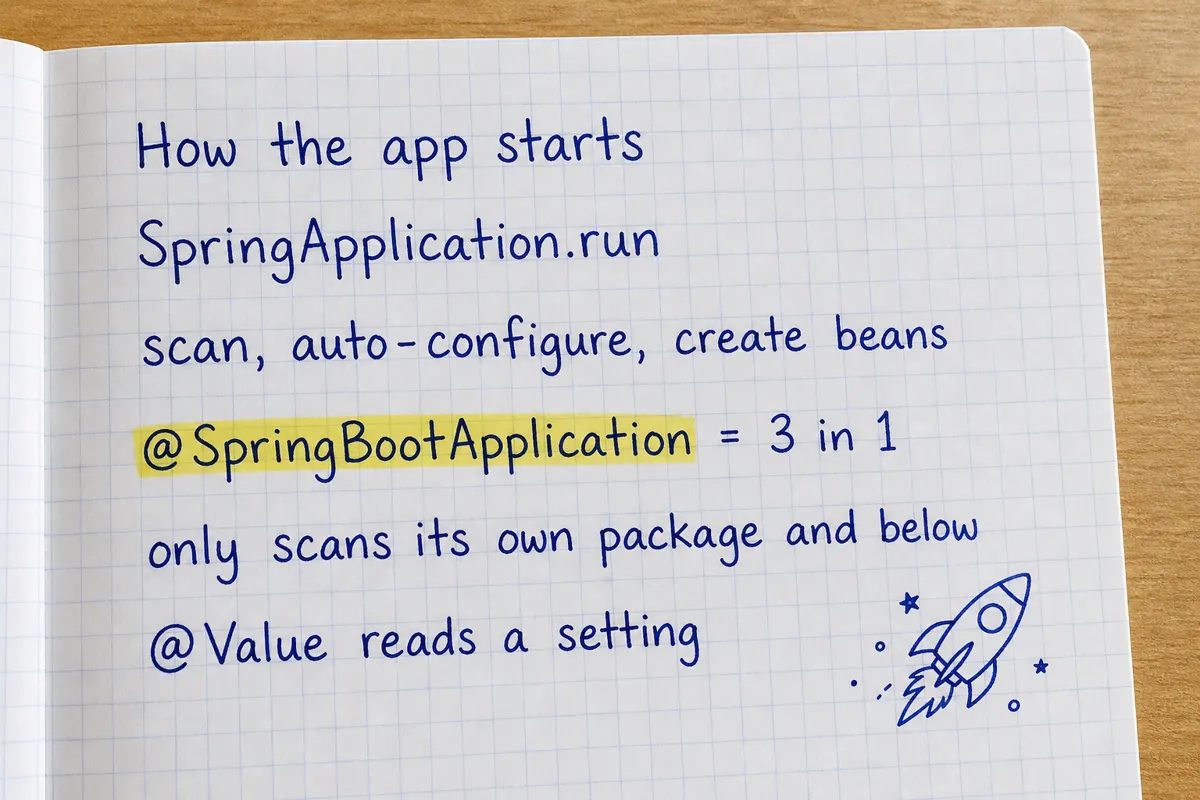 How the app starts
SpringApplication.run
scan, auto-configure, create beans
@SpringBootApplication = 3 in 1
only scans its own package and below
@Value reads a setting